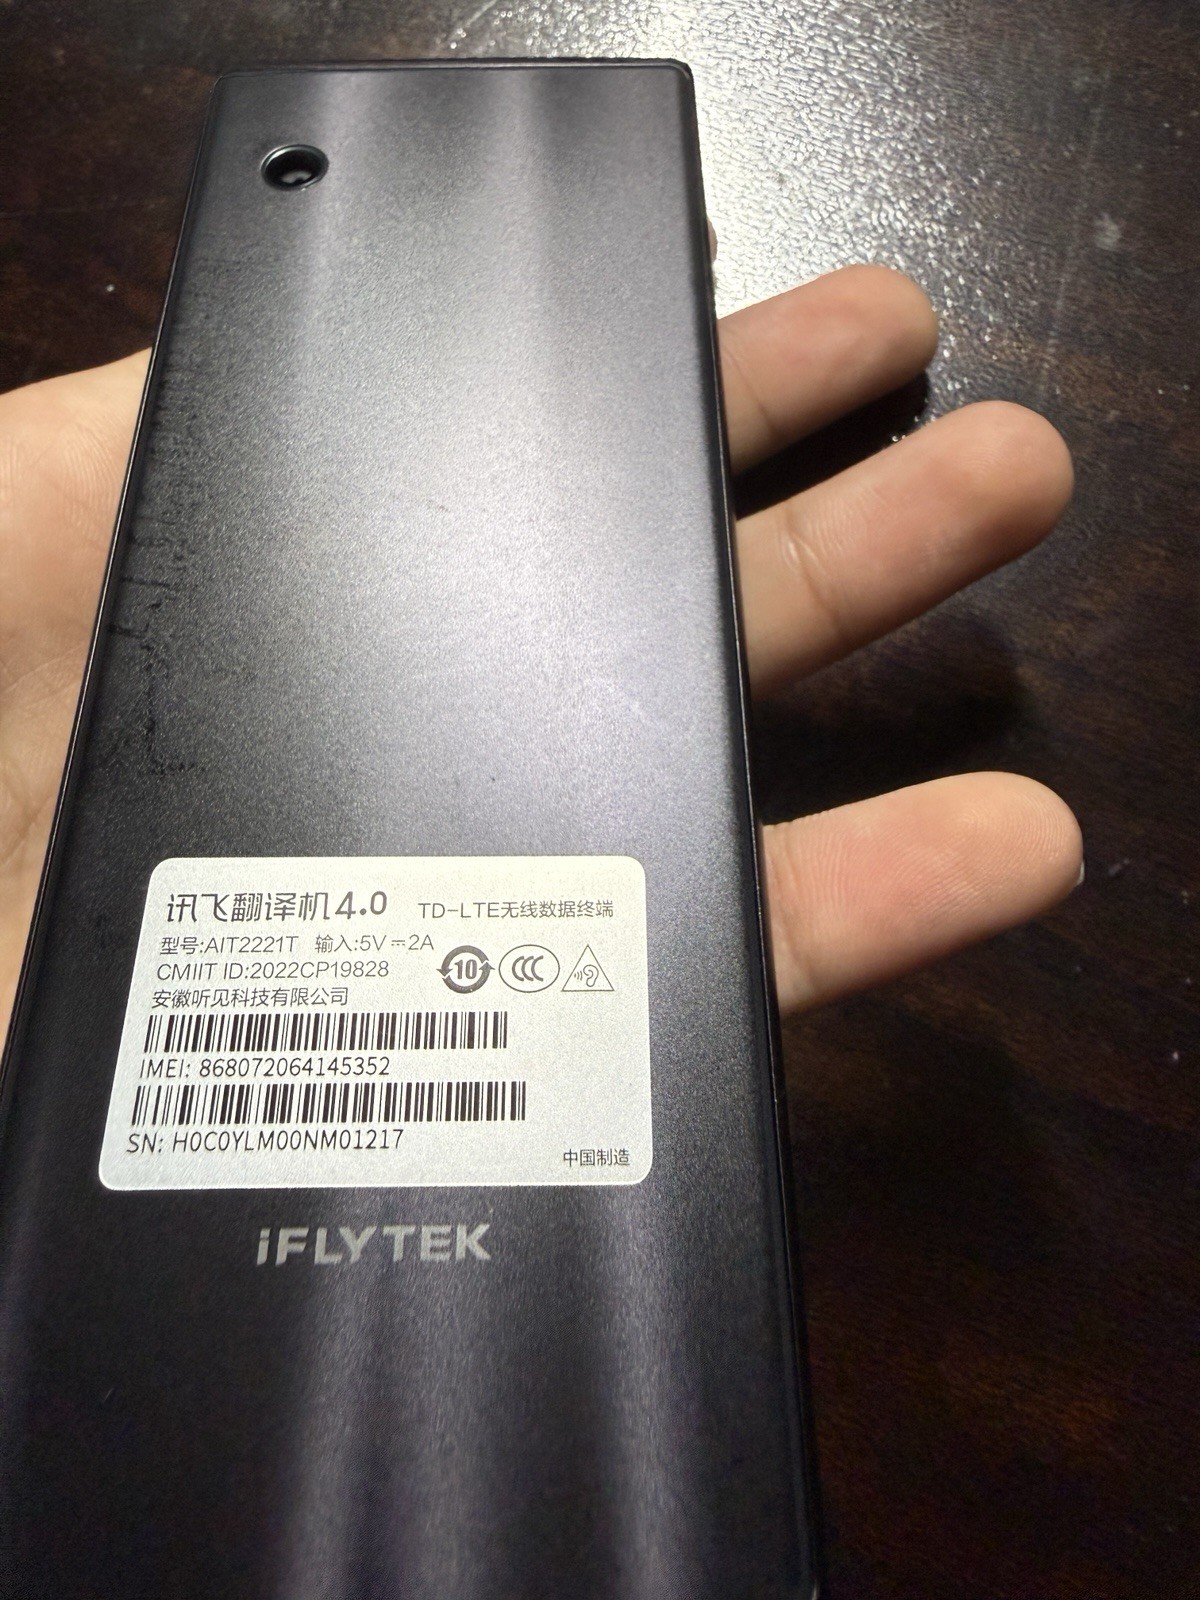 讯飞翻译机4.0 TD-LTE无线数据终端
型号:AIT2221T 输入:5V⎓2A
CMIIT ID:2022CP19828
10 CCC
安徽听见科技有限公司
IMEI: 868072064145352
SN: H0C0YLM00NM01217
中国制造
iFLYTEK